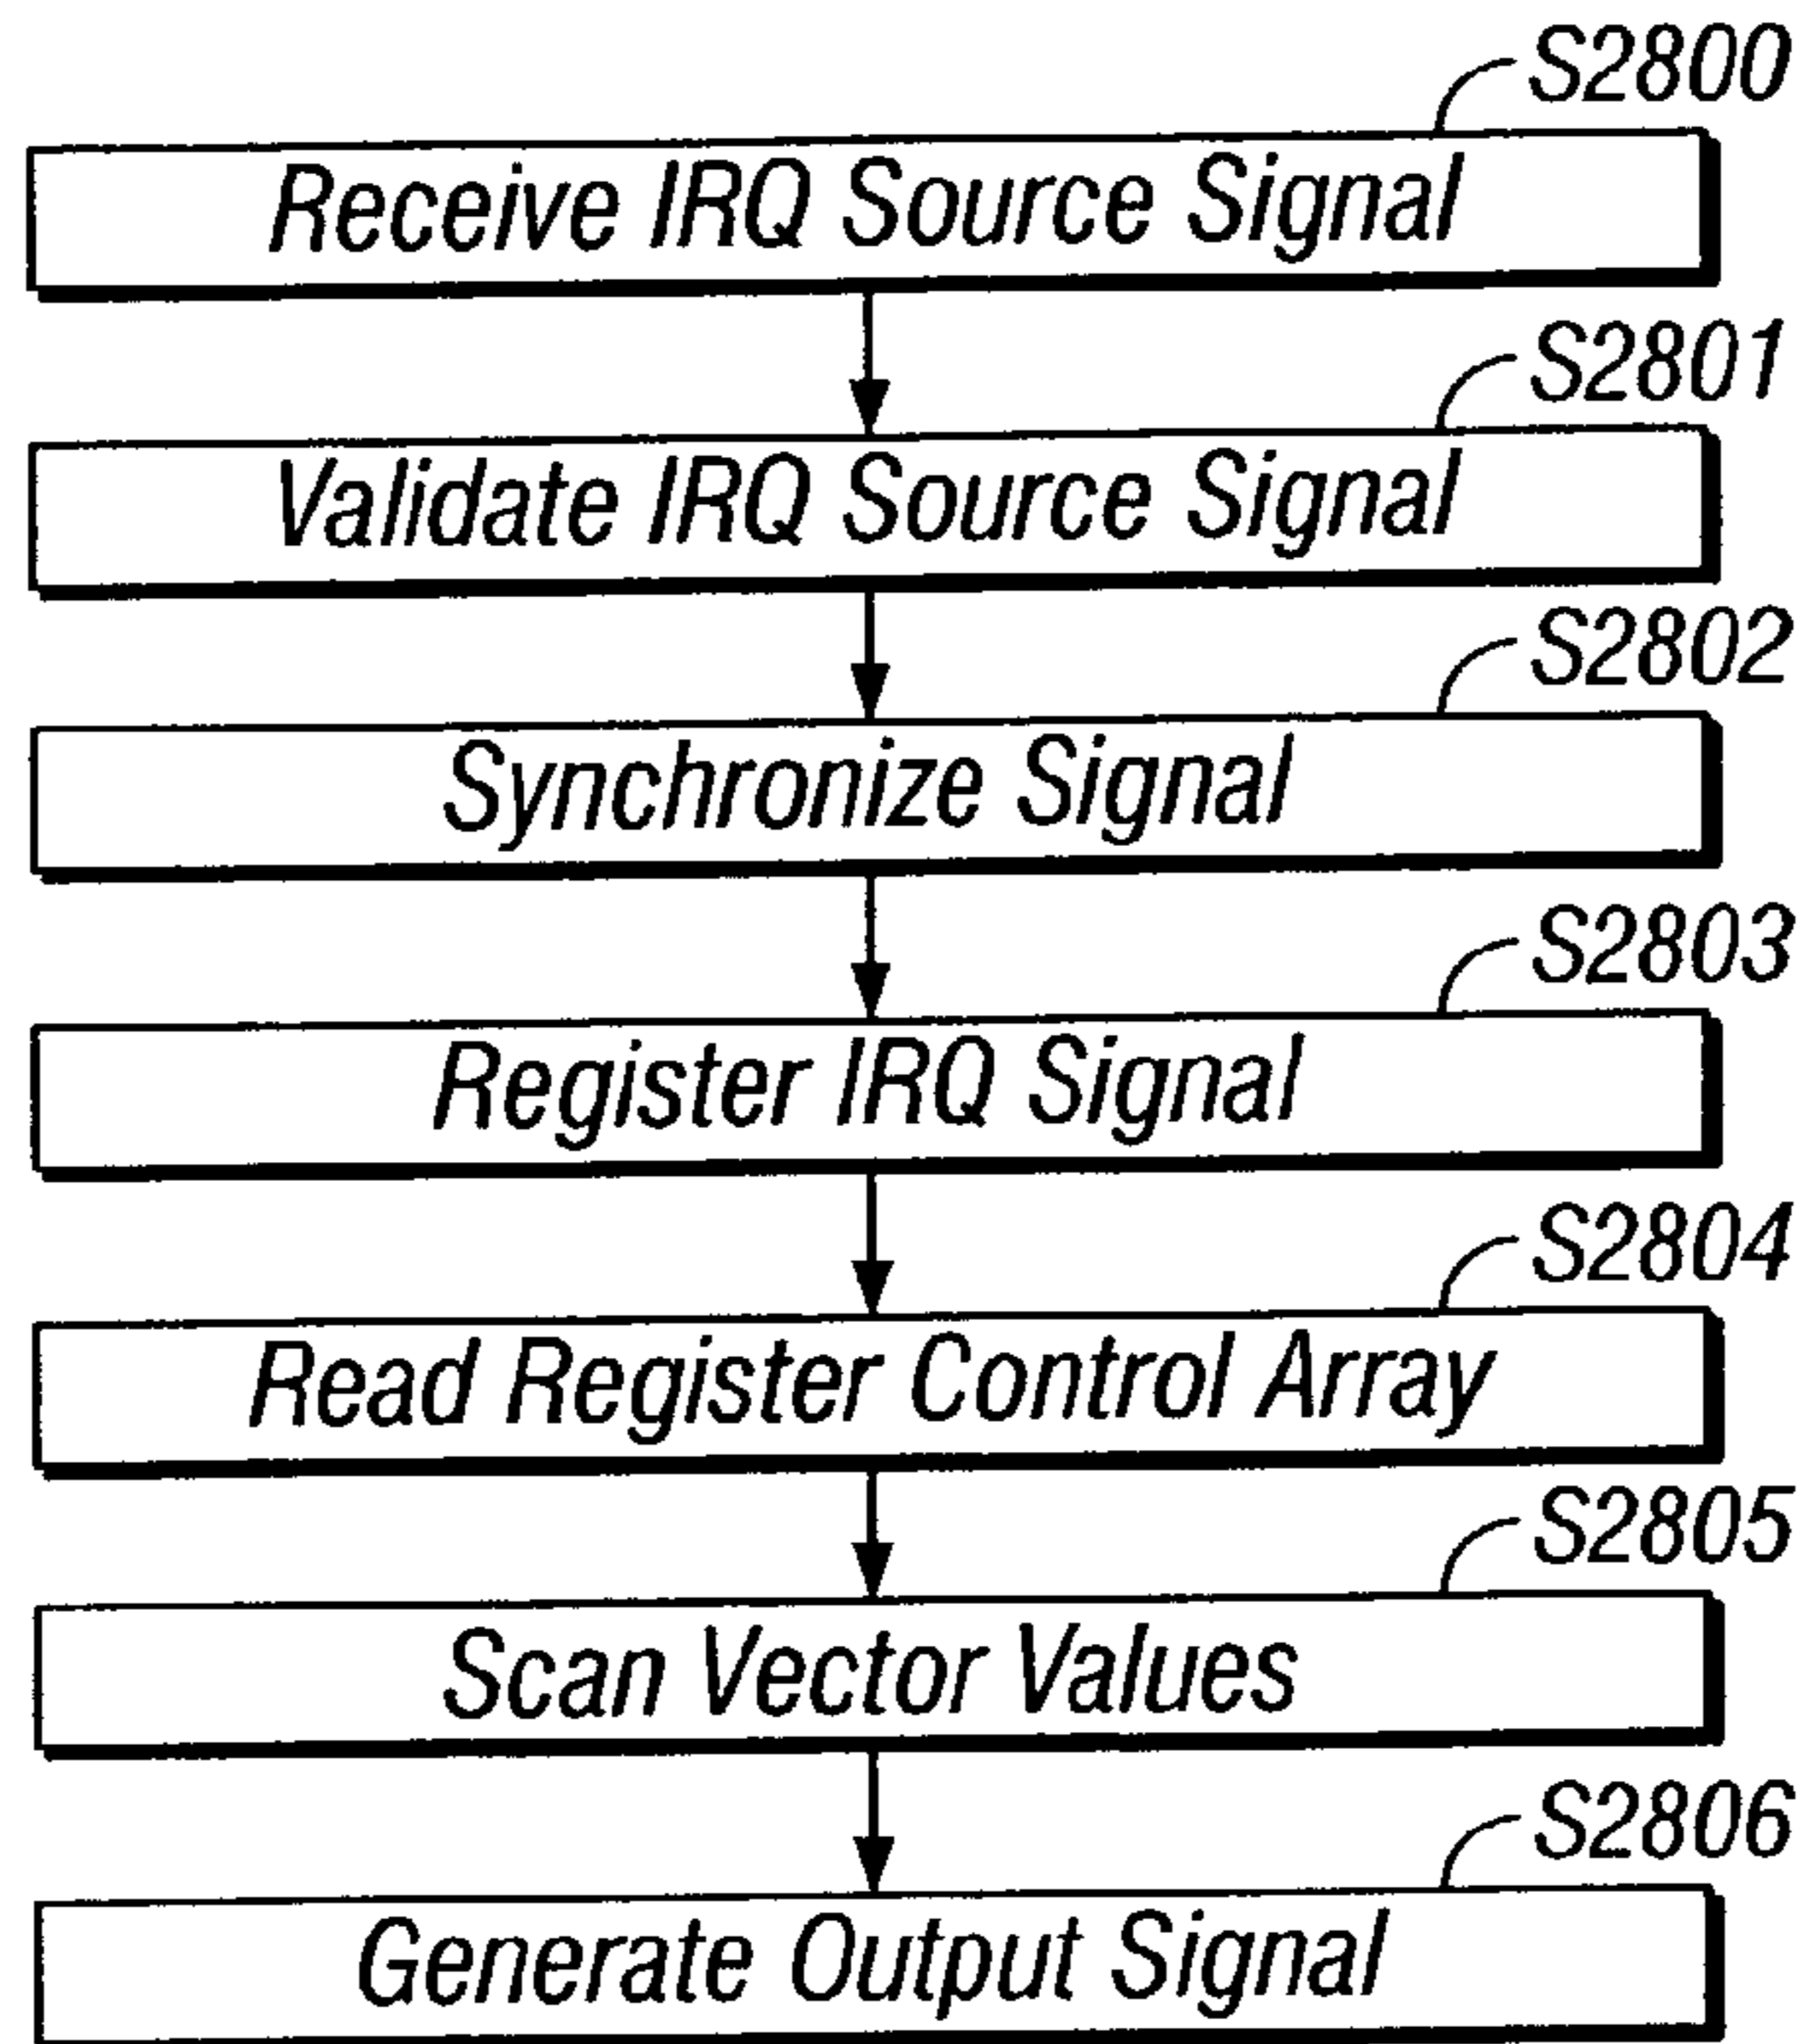 S2800
Receive IRQ Source Signal
S2801
Validate IRQ Source Signal
S2802
Synchronize Signal
S2803
Register IRQ Signal
S2804
Read Register Control Array
S2805
Scan Vector Values
S2806
Generate Output Signal